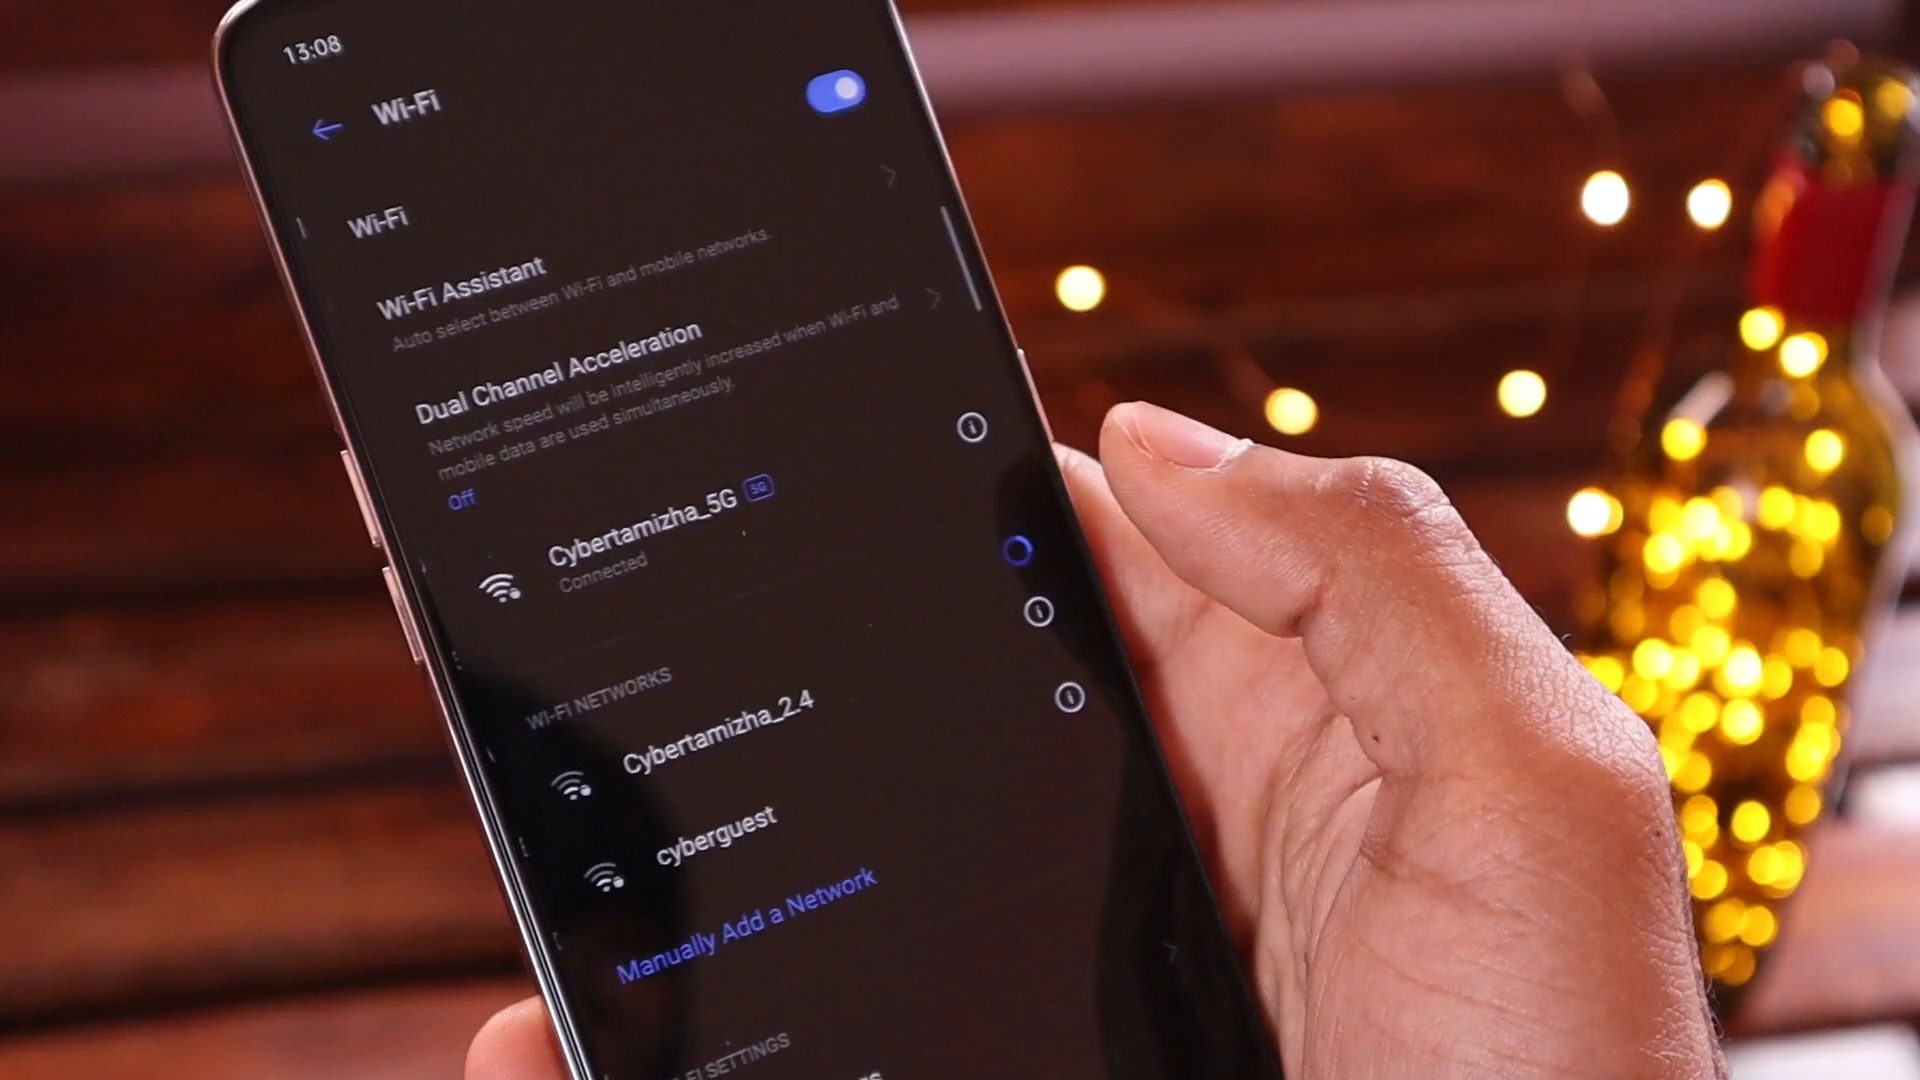 13:08
Wi-Fi
Wi-Fi
Wi-Fi Assistant
Auto select between Wi-Fi and mobile networks.
Dual Channel Acceleration
Network speed will be intelligently increased when Wi-Fi and
mobile data are used simultaneously.
Off
Cybertamizha_5G 5G
Connected
WI-FI NETWORKS
Cybertamizha_2.4
cyberguest
Manually Add a Network
SETTINGS